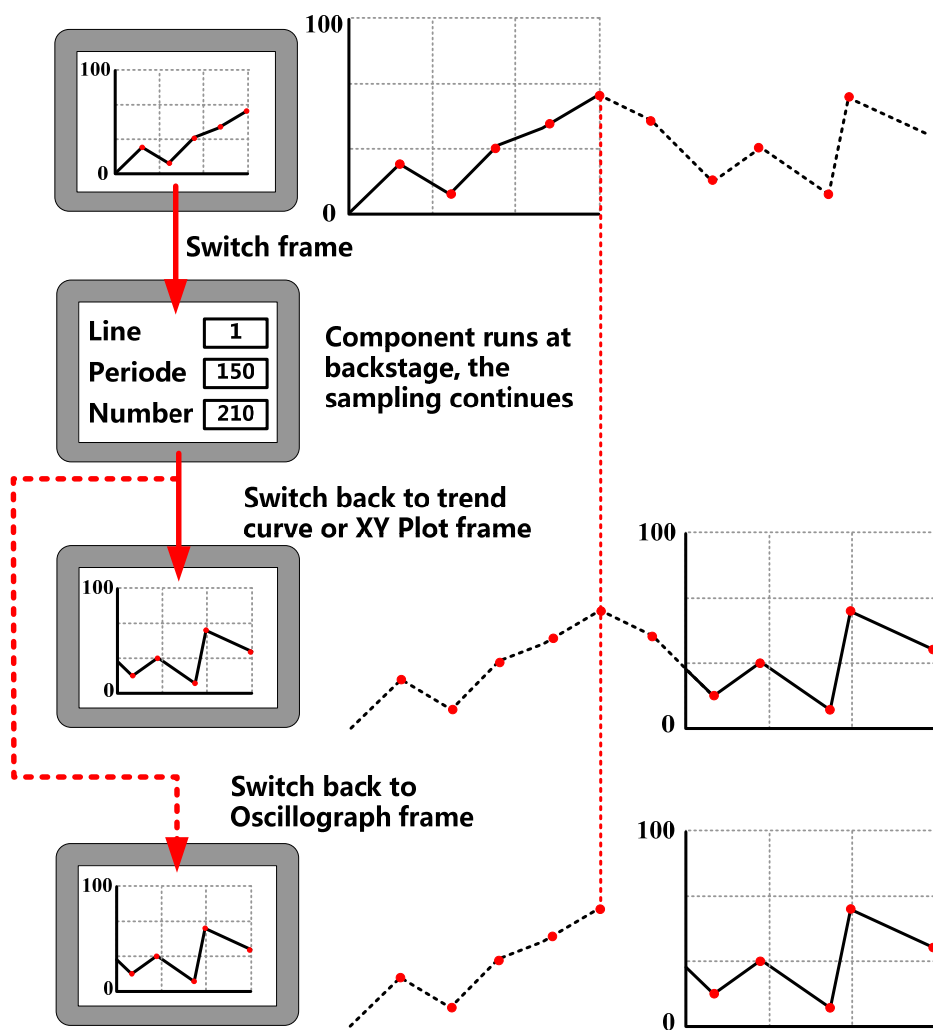 100
0
100
0
Switch frame
Line 1
Periode 150
Number 210
Component runs at
backstage, the
sampling continues
Switch back to trend
curve or XY Plot frame
100
0
100
0
Switch back to
Oscillograph frame
100
0
100
0